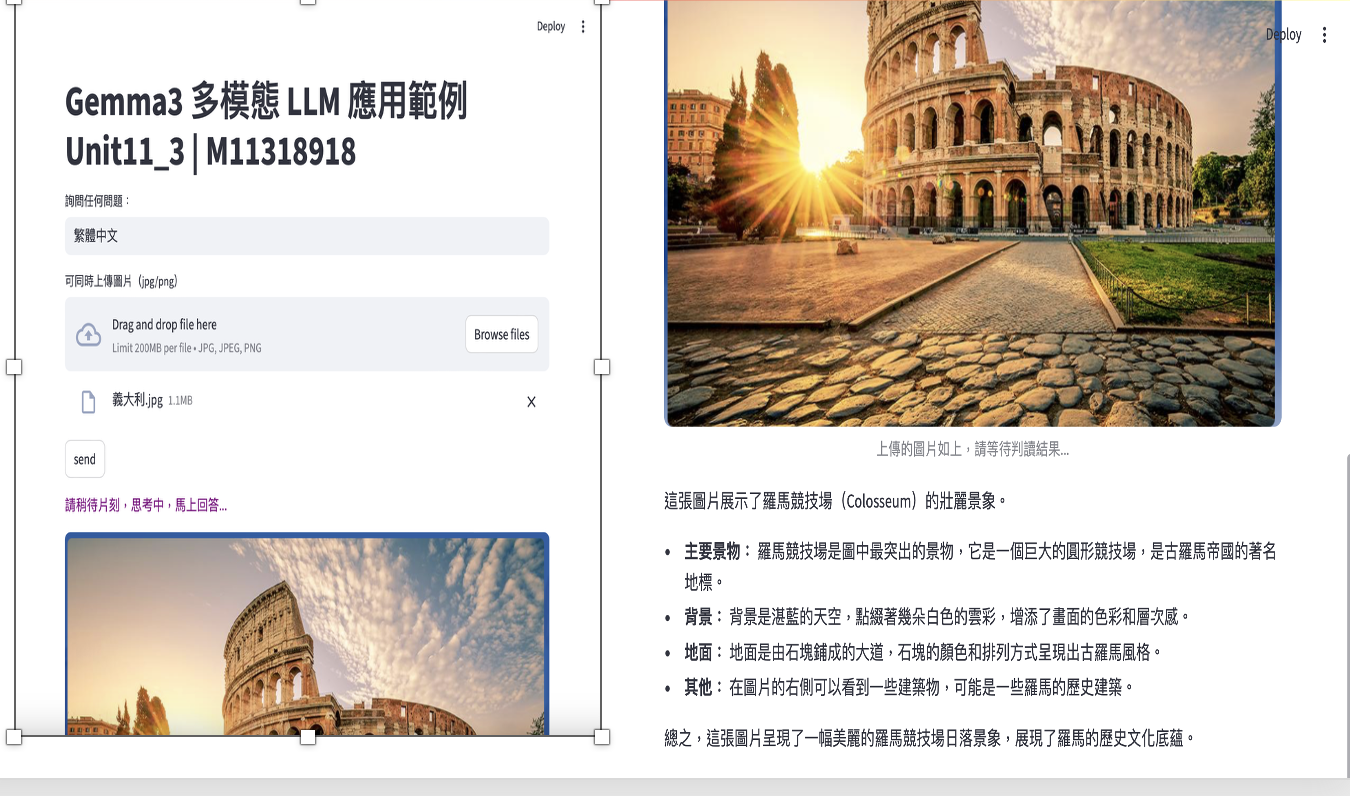 Deploy
Gemma3 多模態 LLM 應用範例
Unit11_3 | M11318918
詢問任何問題：
繁體中文
可同時上傳圖片（jpg/png）
Drag and drop file here
Limit 200MB per file • JPG, JPEG, PNG
Browse files
義大利.jpg 1.1MB
X
send
請稍待片刻，思考中，馬上回答...
Deploy
上傳的圖片如上，請等待判讀結果...
這張圖片展示了羅馬競技場（Colosseum）的壯麗景象。
• 主要景物： 羅馬競技場是圖中最突出的景物，它是一個巨大的圓形競技場，是古羅馬帝國的著名
地標。
• 背景： 背景是湛藍的天空，點綴著幾朵白色的雲彩，增添了畫面的色彩和層次感。
• 地面： 地面是由石塊鋪成的大道，石塊的顏色和排列方式呈現出古羅馬風格。
• 其他： 在圖片的右側可以看到一些建築物，可能是一些羅馬的歷史建築。
總之，這張圖片呈現了一幅美麗的羅馬競技場日落景象，展現了羅馬的歷史文化底蘊。